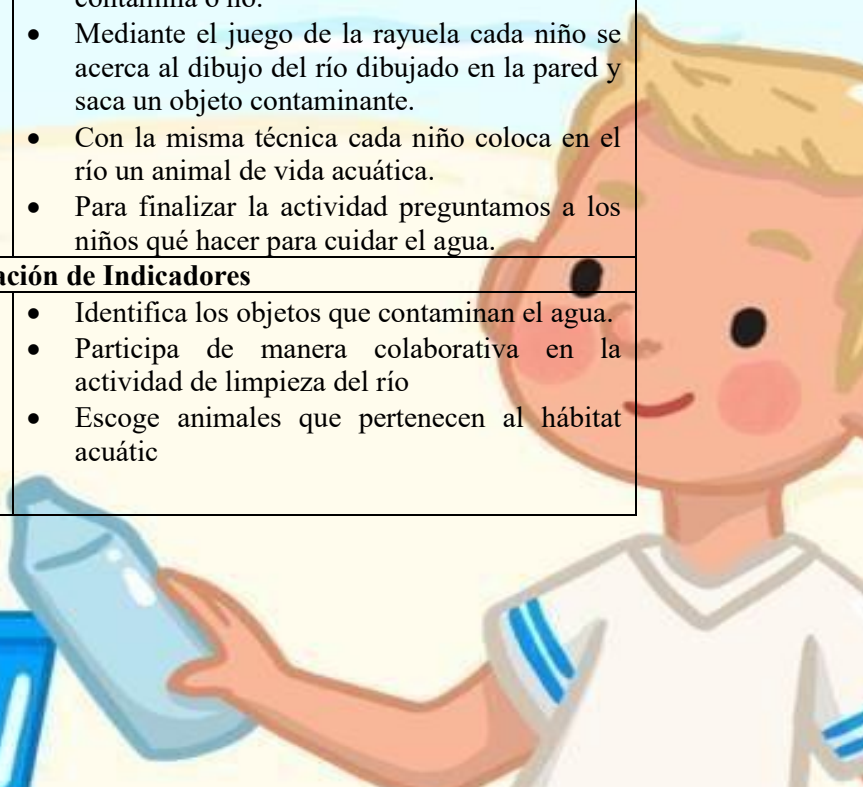 contamina o no.
• Mediante el juego de la rayuela cada niño se
acerca al dibujo del río dibujado en la pared y
saca un objeto contaminante.
• Con la misma técnica cada niño coloca en el
río un animal de vida acuática.
• Para finalizar la actividad preguntamos a los
niños qué hacer para cuidar el agua.
ación de Indicadores
• Identifica los objetos que contaminan el agua.
• Participa de manera colaborativa en la
actividad de limpieza del río
• Escoge animales que pertenecen al hábitat
acuátic